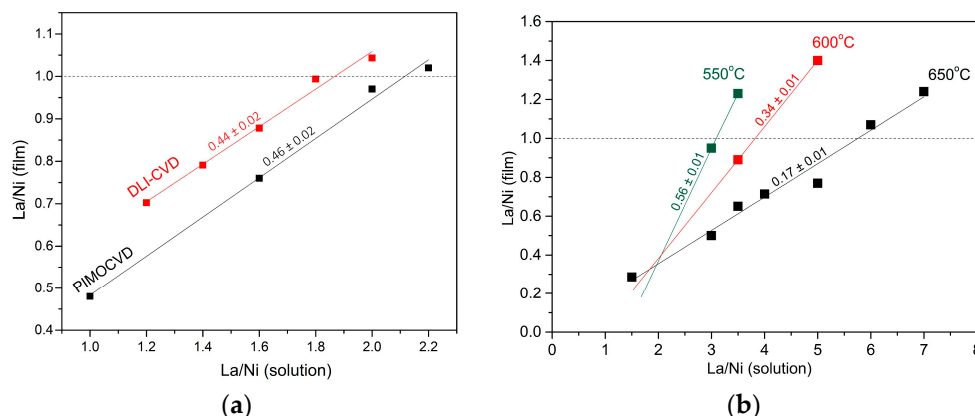 La/Ni (film)
1.1
1.0
0.9
0.8
0.7
0.6
0.5
0.4
DLI-CVD
0.44 ± 0.02
0.46 ± 0.02
PIMOCVD
1.0 1.2 1.4 1.6 1.8 2.0 2.2
La/Ni (solution)
(a)
La/Ni (film)
1.6
1.4
1.2
1.0
0.8
0.6
0.4
0.2
0.0
550°C
600°C
650°C
0.56 ± 0.01
0.34 ± 0.01
0.17 ± 0.01
0 1 2 3 4 5 6 7 8
La/Ni (solution)
(b)